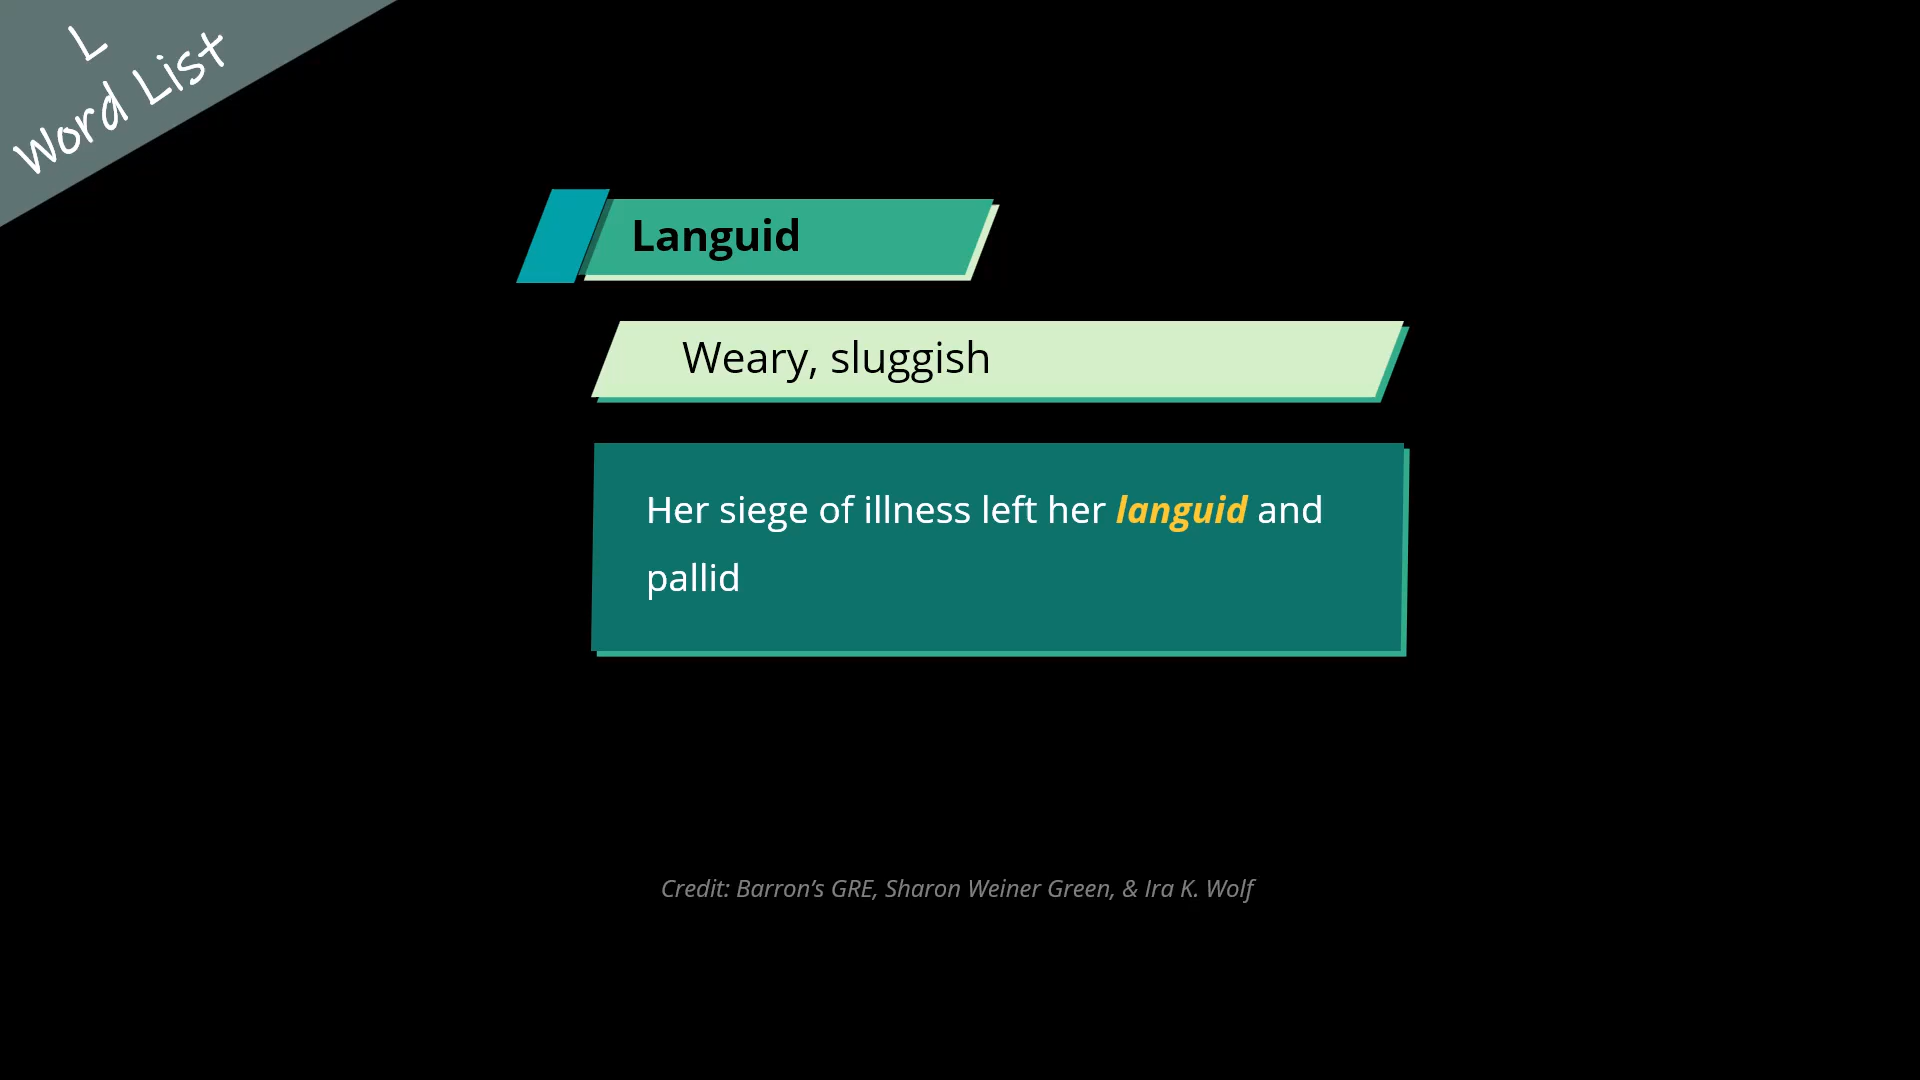 L
Word List
Languid
Weary, sluggish
Her siege of illness left her languid and
pallid
Credit: Barron’s GRE, Sharon Weiner Green, & Ira K. Wolf